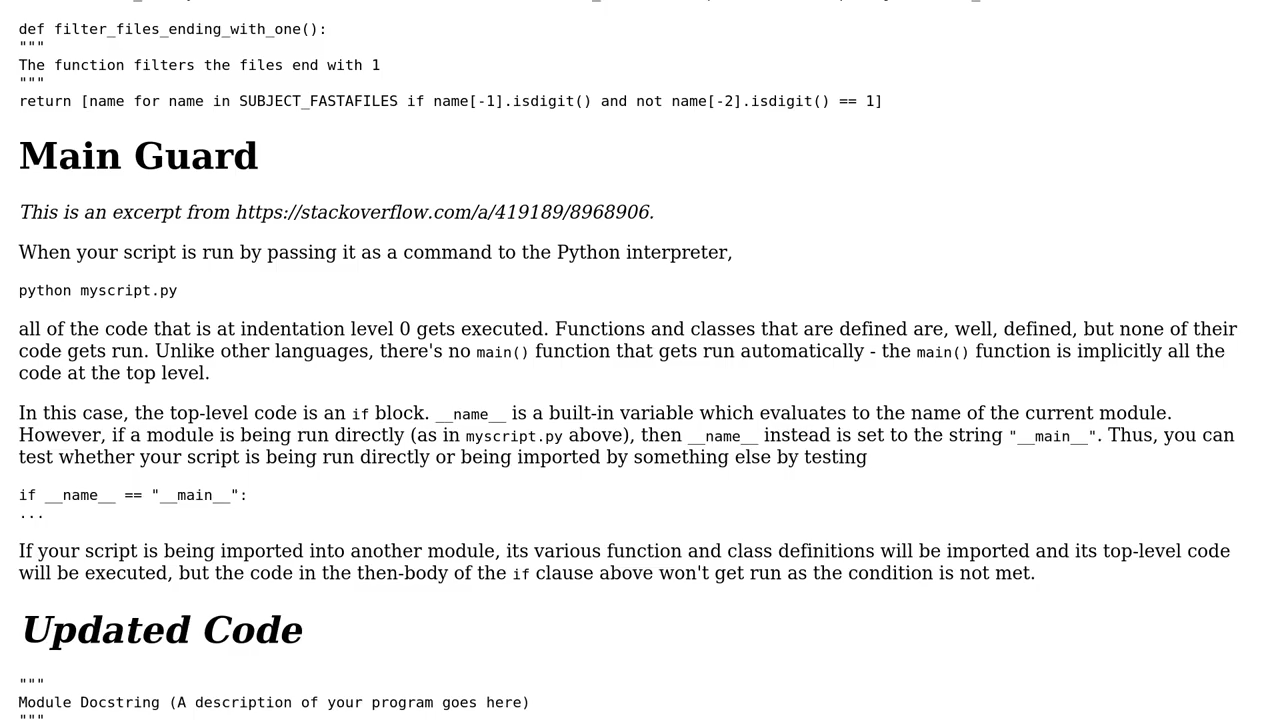 def filter_files_ending_with_one():
"""
The function filters the files end with 1
"""
return [name for name in SUBJECT_FASTAFILES if name[-1].isdigit() and not name[-2].isdigit() == 1]
Main Guard
This is an excerpt from https://stackoverflow.com/a/419189/8968906.
When your script is run by passing it as a command to the Python interpreter,
python myscript.py
all of the code that is at indentation level 0 gets executed. Functions and classes that are defined are, well, defined, but none of their
code gets run. Unlike other languages, there's no main() function that gets run automatically - the main() function is implicitly all the
code at the top level.
In this case, the top-level code is an if block. __name__ is a built-in variable which evaluates to the name of the current module.
However, if a module is being run directly (as in myscript.py above), then __name__ instead is set to the string "__main__". Thus, you can
test whether your script is being run directly or being imported by something else by testing
if __name__ == "__main__":
...
If your script is being imported into another module, its various function and class definitions will be imported and its top-level code
will be executed, but the code in the then-body of the if clause above won't get run as the condition is not met.
Updated Code
"""
Module Docstring (A description of your program goes here)
"""